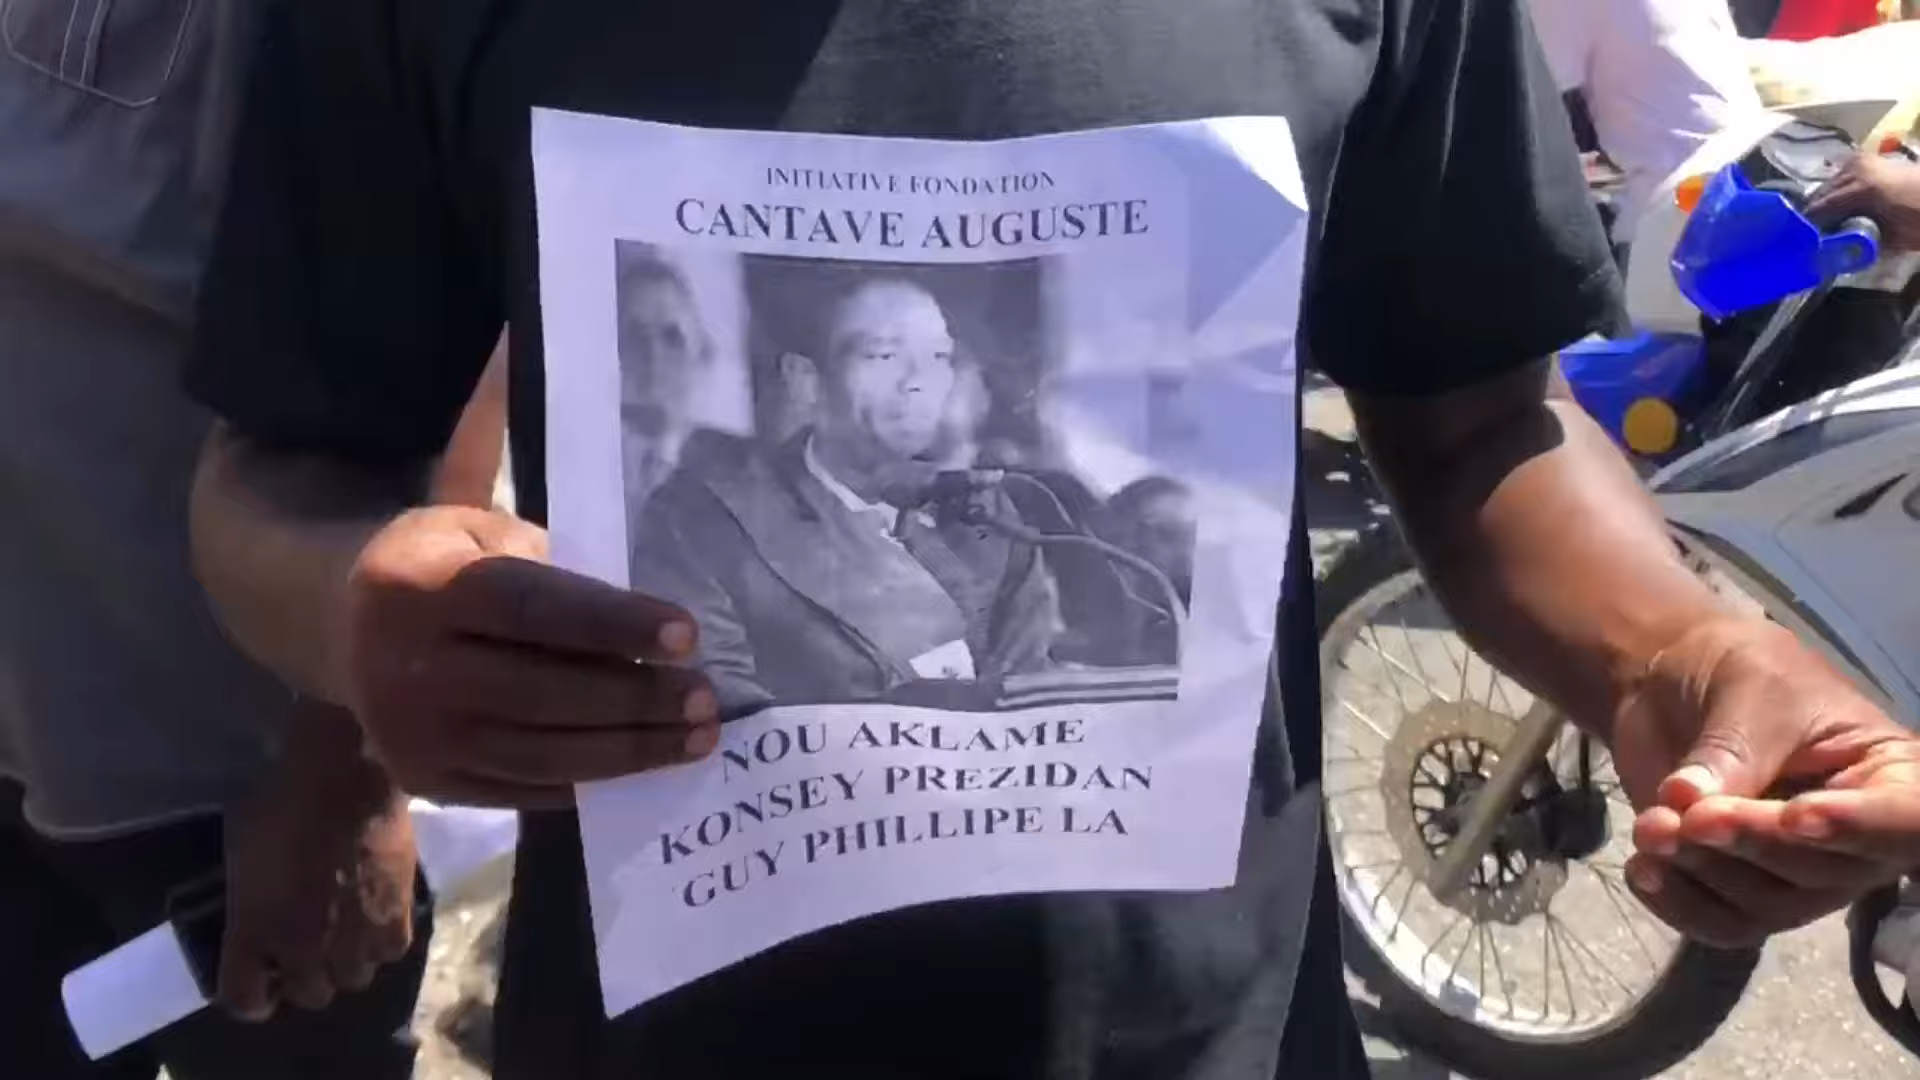 INITIATIVE FONDATION
CANTAVE AUGUSTE
NOU AKLAME
KONSEY PREZIDAN
GUY PHILLIPE LA